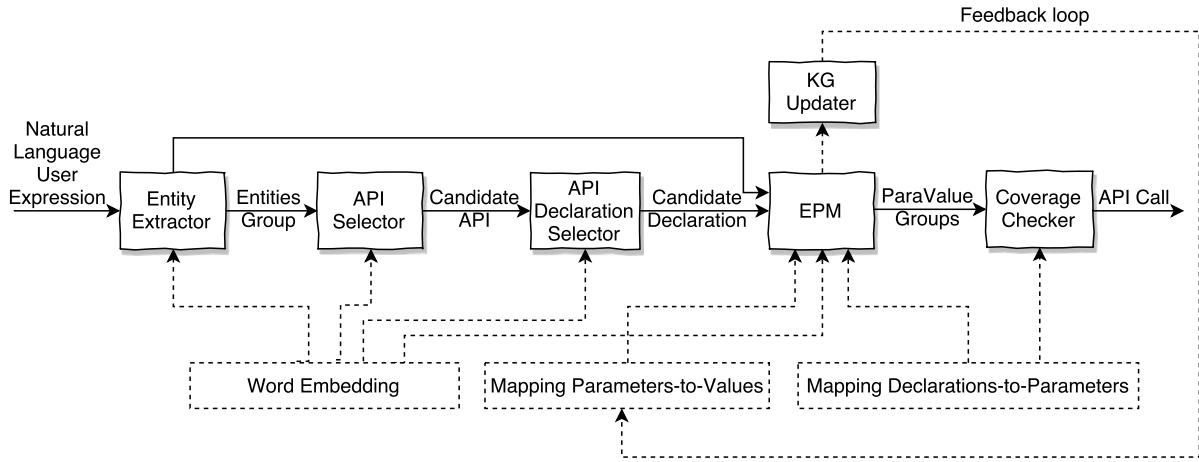 Feedback loop
KG
Updater
Natural
Language
User
Expression
Entity
Extractor
Entities
Group
API
Selector
Candidate
API
API
Declaration
Selector
Candidate
Declaration
EPM
ParaValue
Groups
Coverage
Checker
API Call
Word Embedding
Mapping Parameters-to-Values
Mapping Declarations-to-Parameters